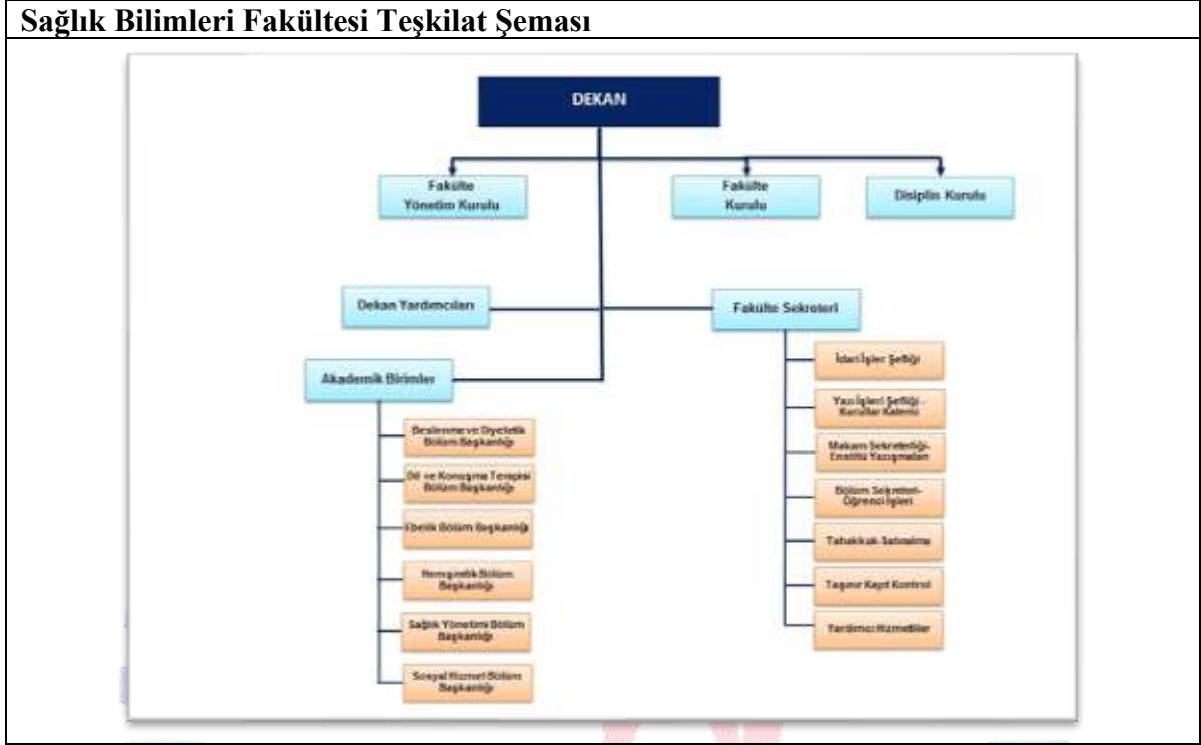 Sağlık Bilimleri Fakültesi Teşkilat Şeması
DEKAN
Fakülte
Yönetim Kurulu
Fakülte
Kurulu
Disiplin Kurulu
Dekan Yardımcıları
Fakülte Sekreteri
Akademik Birimler
Beslenme ve Diyetetik
Bölüm Başkanlığı
Dil ve Konuşma Terapisi
Bölüm Başkanlığı
Ebelik Bölüm Başkanlığı
Hemşirelik Bölüm
Başkanlığı
Sağlık Yönetimi Bölüm
Başkanlığı
Sosyal Hizmet Bölüm
Başkanlığı
İdari İşler Şefliği
Yazı İşleri Şefliği -
Kurullar Kalemi
Makam Sekreterliği-
Enstitü Yazışmaları
Bölüm Sekreteri-
Öğrenci İşleri
Tahakkuk Satınalma
Taşınır Kayıt Kontrol
Yardımcı Hizmetliler